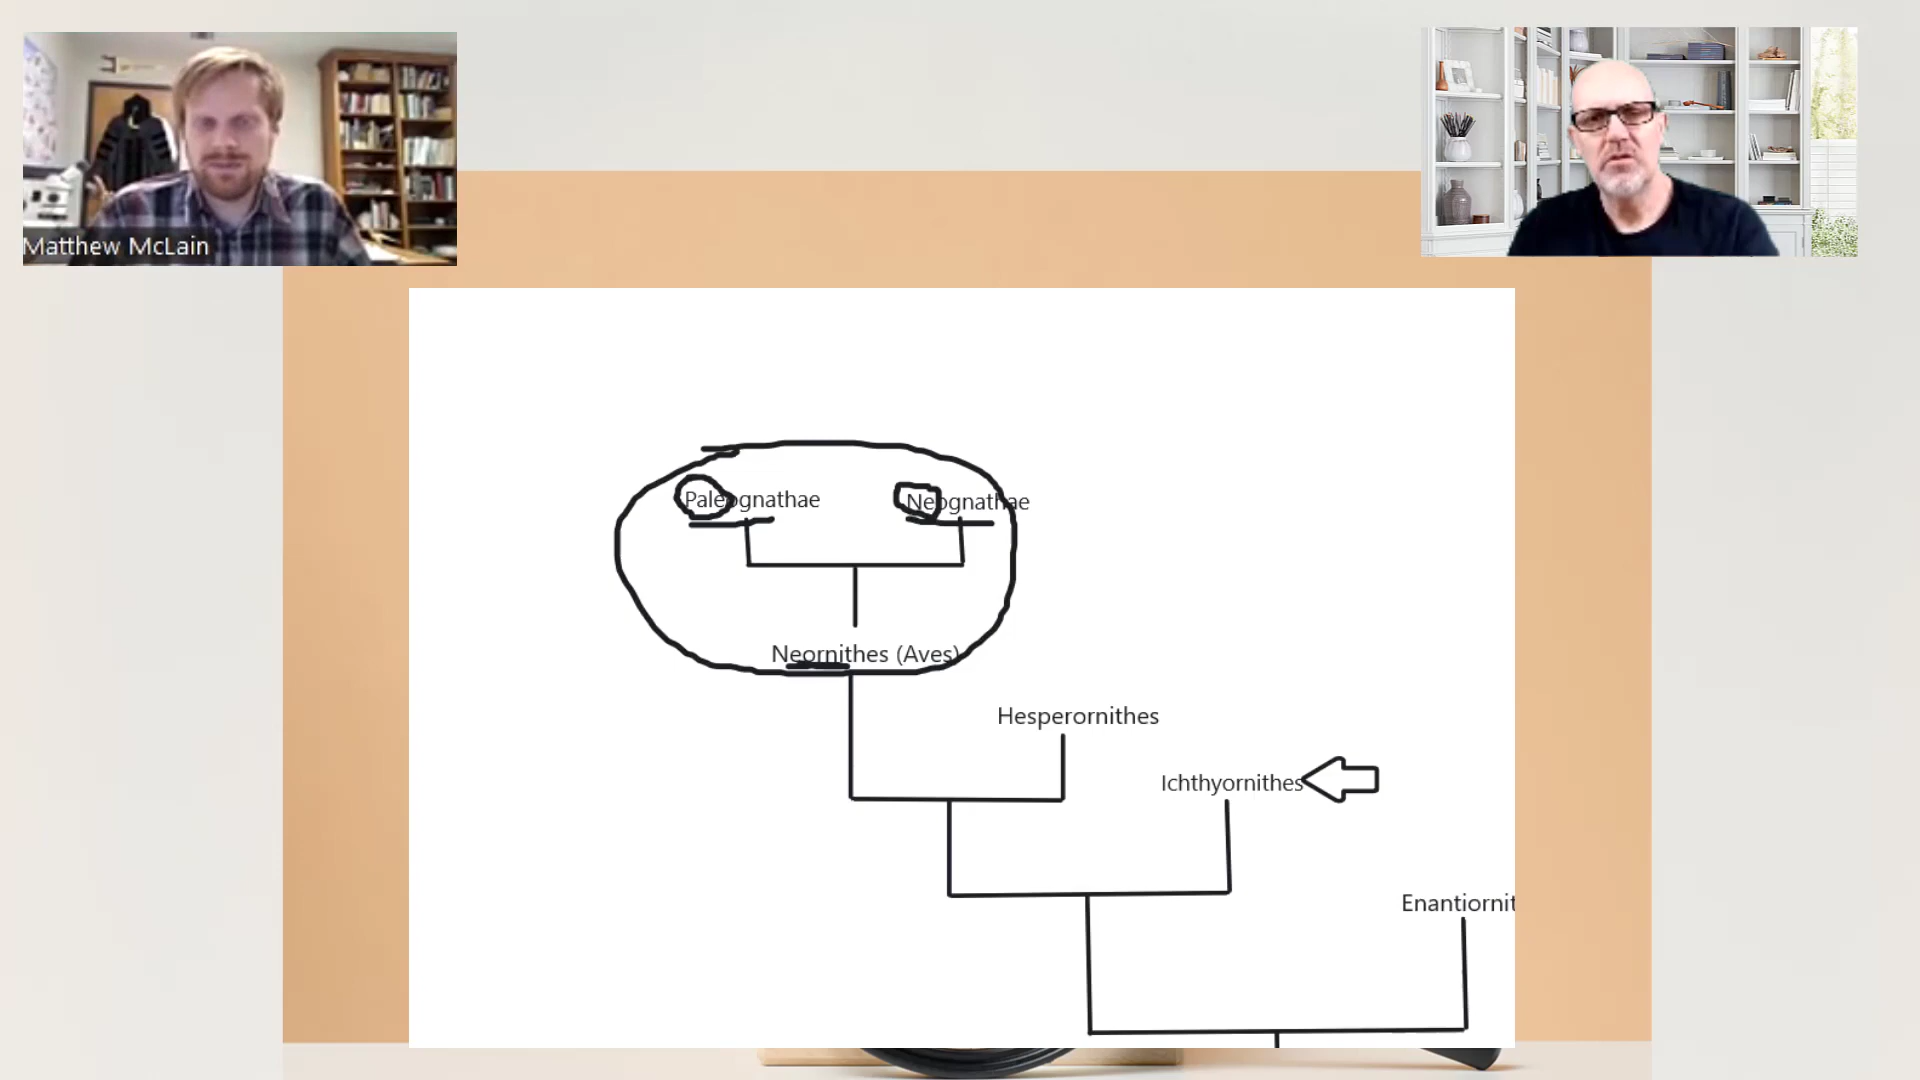 Matthew McLain
Paleognathae
Neognathae
Neornithes (Aves)
Hesperornithes
Ichthyornithes
Enantiornit